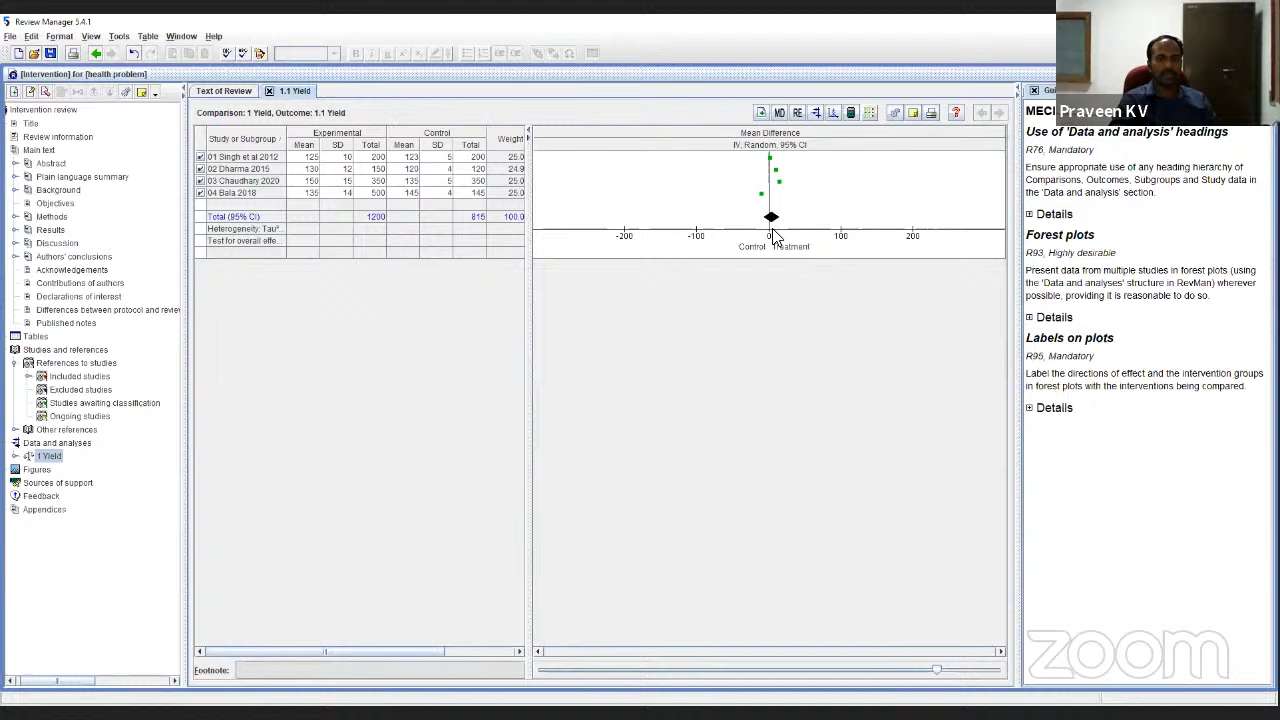 Review Manager 5.4.1
File Edit Format View Tools Table Window Help
[Intervention] for [health problem]
Intervention review
Title
Review information
Main text
Abstract
Plain language summary
Background
Objectives
Methods
Results
Discussion
Authors' conclusions
Acknowledgements
Contributions of authors
Declarations of interest
Differences between protocol and review
Published notes
Tables
Studies and references
References to studies
Included studies
Excluded studies
Studies awaiting classification
Ongoing studies
Other references
Data and analyses
1 Yield
Figures
Sources of support
Feedback
Appendices
Text of Review 1.1 Yield
Comparison: 1 Yield, Outcome: 1.1 Yield
MD RE
Study or Subgroup Experimental Control Weight
Mean SD Total Mean SD Total
01 Singh et al 2012 125 10 200 123 5 200 25.0
02 Dharma 2015 130 12 150 120 4 120 24.9
03 Chaudhary 2020 150 15 350 135 5 350 25.0
04 Bala 2018 135 14 500 145 4 145 25.0
Total (95% CI) 1200 815 100.0
Heterogeneity: Tau²...
Test for overall effe...
Mean Difference
IV, Random, 95% CI
-200 -100 0 100 200
Control Treatment
Footnote:
Praveen KV
Use of 'Data and analysis' headings
R76, Mandatory
Ensure appropriate use of any heading hierarchy of
Comparisons, Outcomes, Subgroups and Study data in
the 'Data and analysis' section.
Details
Forest plots
R93, Highly desirable
Present data from multiple studies in forest plots (using
the 'Data and analyses' structure in RevMan) wherever
possible, providing it is reasonable to do so.
Details
Labels on plots
R95, Mandatory
Label the directions of effect and the intervention groups
in forest plots with the interventions being compared.
Details
zoom